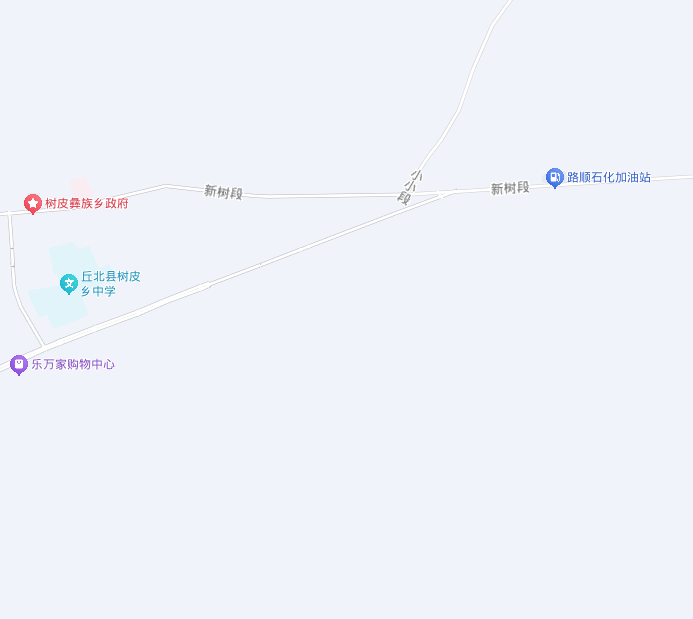 小小段
路顺石化加油站
新树段
新树段
树皮彝族乡政府
丘北县树皮
乡中学
文
乐万家购物中心